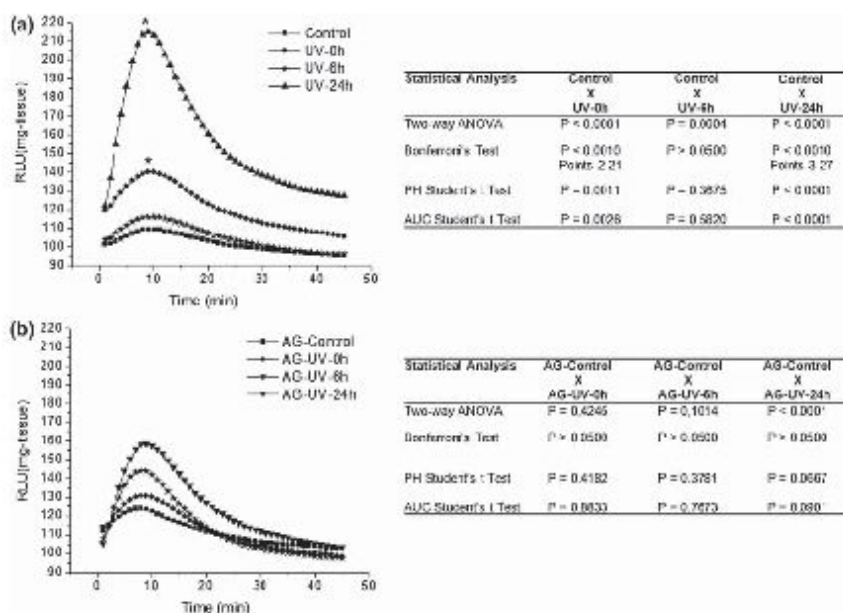 (a)
220
210
200
190
180
170
160
150
140
130
120
110
100
90
RLU(mg-tissue)
0 10 20 30 40 50
Time (min)
Control
UV-0h
UV-6h
UV-24h
*
Statistical Analysis Control Control Control
X X X
UV-0h UV-6h UV-24h
Two-way ANOVA P < 0.0001 P = 0.0004 P < 0.0001
Bonferroni's Test P < 0.0010 P > 0.0500 P < 0.0010
Points 2-21 Points 3-27
PH Student's t Test P = 0.0011 P = 0.3675 P < 0.0001
AUC Student's t Test P = 0.0026 P = 0.5820 P < 0.0001
(b)
220
210
200
190
180
170
160
150
140
130
120
110
100
90
RLU(mg-tissue)
0 10 20 30 40 50
Time (min)
AG-Control
AG-UV-0h
AG-UV-6h
AG-UV-24h
Statistical Analysis AG-Control AG-Control AG-Control
X X X
AG-UV-0h AG-UV-6h AG-UV-24h
Two-way ANOVA P = 0,4245 P = 0,1014 P < 0.000
Bonferroni's Test P > 0.0500 P > 0.0500 P > 0.0500
PH Student's t Test P = 0.4182 P = 0.3781 P = 0.0667
AUC Student's t Test P = 0.8833 P = 0.7673